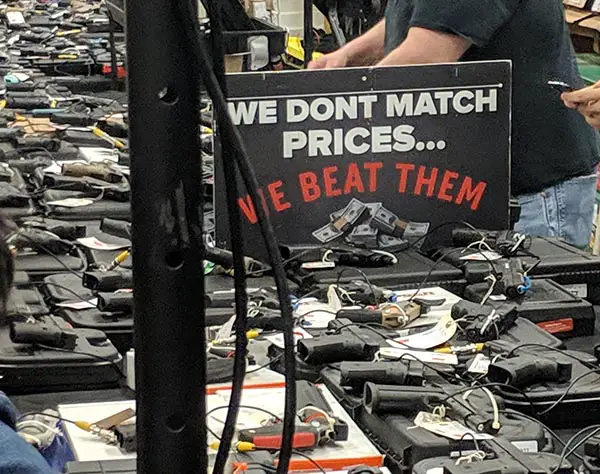 WE DONT MATCH
PRICES...
WE BEAT THEM